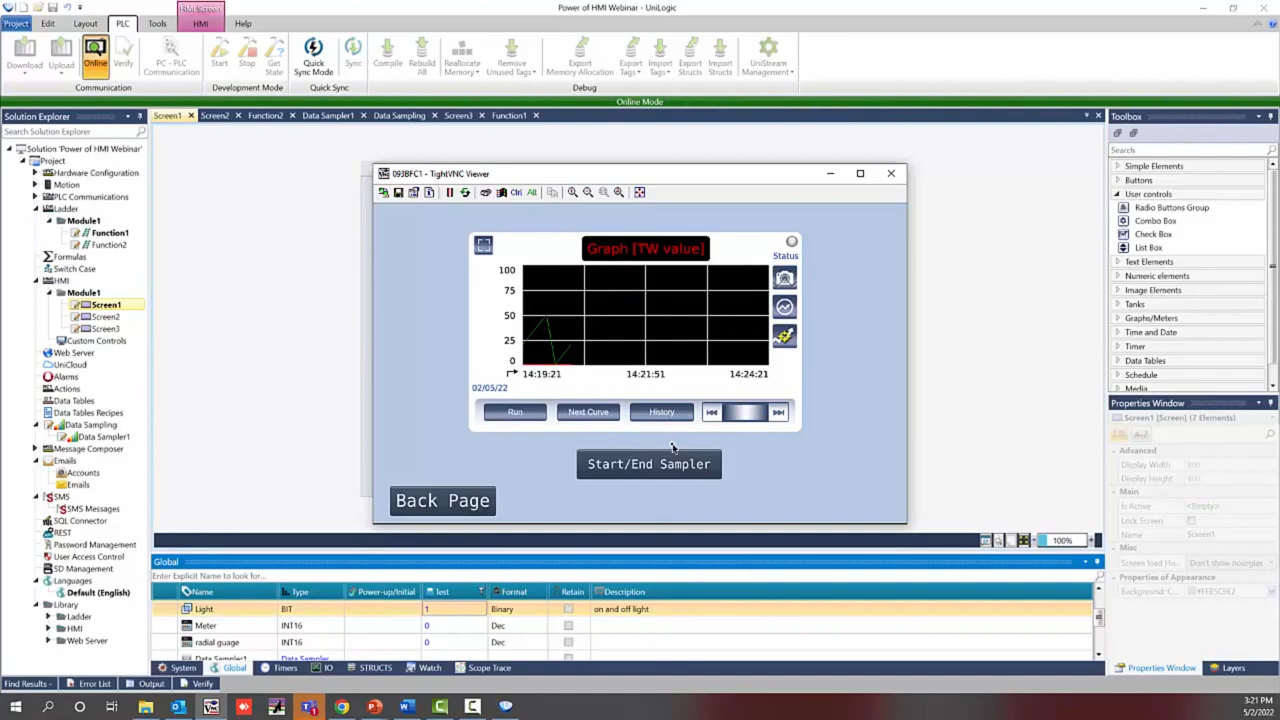 HMI Screen
Power of HMI Webinar - UniLogic
Project Edit Layout PLC Tools HMI Help
Download Upload Online Verify PC - PLC Communication Start Stop Get State Quick Sync Mode Sync Compile Rebuild All Reallocate Memory Remove Unused Tags Export Memory Allocation Export Tags Import Tags Export Structs Import Structs UniStream Management
Communication Development Mode Quick Sync Debug
Online Mode
Solution Explorer
Screen1 Screen2 Function2 Data Sampler1 Data Sampling Screen3 Function1
Toolbox
Search Solution Explorer
Solution 'Power of HMI Webinar'
Project
Hardware Configuration
Motion
PLC Communications
Ladder
Module1
Function1
Function2
Formulas
Switch Case
HMI
Module1
Screen1
Screen2
Screen3
Custom Controls
Web Server
UniCloud
Alarms
Actions
Data Tables
Data Tables Recipes
Data Sampling
Data Sampler1
Message Composer
Emails
Accounts
Emails
SMS
SMS Messages
SQL Connector
REST
Password Management
User Access Control
SD Management
Languages
Default (English)
Library
Ladder
HMI
Web Server
093BFC1 - TightVNC Viewer
Ctrl Alt
Graph [TW value]
Status
100
75
50
25
0
14:19:21 14:21:51 14:24:21
02/05/22
Run Next Curve History
Start/End Sampler
Back Page
100%
Search
Simple Elements
Buttons
User controls
Radio Buttons Group
Combo Box
Check Box
List Box
Text Elements
Numeric elements
Image Elements
Tanks
Graphs/Meters
Time and Date
Timer
Data Tables
Schedule
Media
Properties Window
Screen1 [Screen] (7 Elements)
A-Z
Advanced
Display Width 800
Display Height 480
Main
Is Active <Empty>
Lock Screen
Name Screen1
Misc
Screen load Ho... Don't show hourglas
Properties of Appearance
Background: C... #FFB5C9E2
Global
Enter Explicit Name to look for...
Name Type Power-up/Initial Test Format Retain Description
Light BIT 1 Binary on and off light
Meter INT16 0 Dec
radial guage INT16 0 Dec
Data Sampler1 Data Sampler
System Global Timers IO STRUCTS Watch Scope Trace
Properties Window Layers
Find Results - Error List Output Verify
3:21 PM
5/2/2022